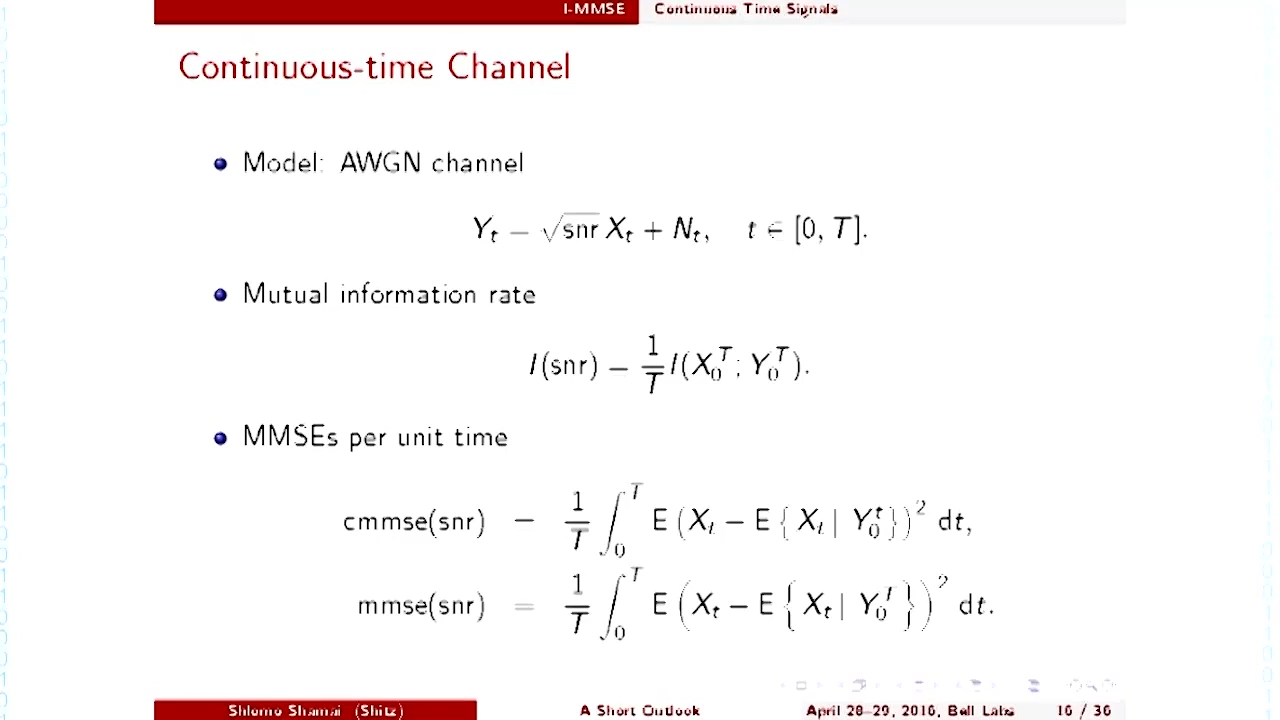 I-MMSE Continuous Time Signals
Continuous-time Channel
Model: AWGN channel
Y_t = √snr X_t + N_t, t ∈ [0, T].
Mutual information rate
I(snr) = 1/T I(X_0^T; Y_0^T).
MMSEs per unit time
cmmse(snr) = 1/T ∫_0^T E (X_t − E { X_t | Y_0^t })^2 dt,
mmse(snr) = 1/T ∫_0^T E (X_t − E { X_t | Y_0^T })^2 dt.
Shlomo Shamai (Shitz) A Short Outlook April 28–29, 2016, Bell Labs 16 / 36